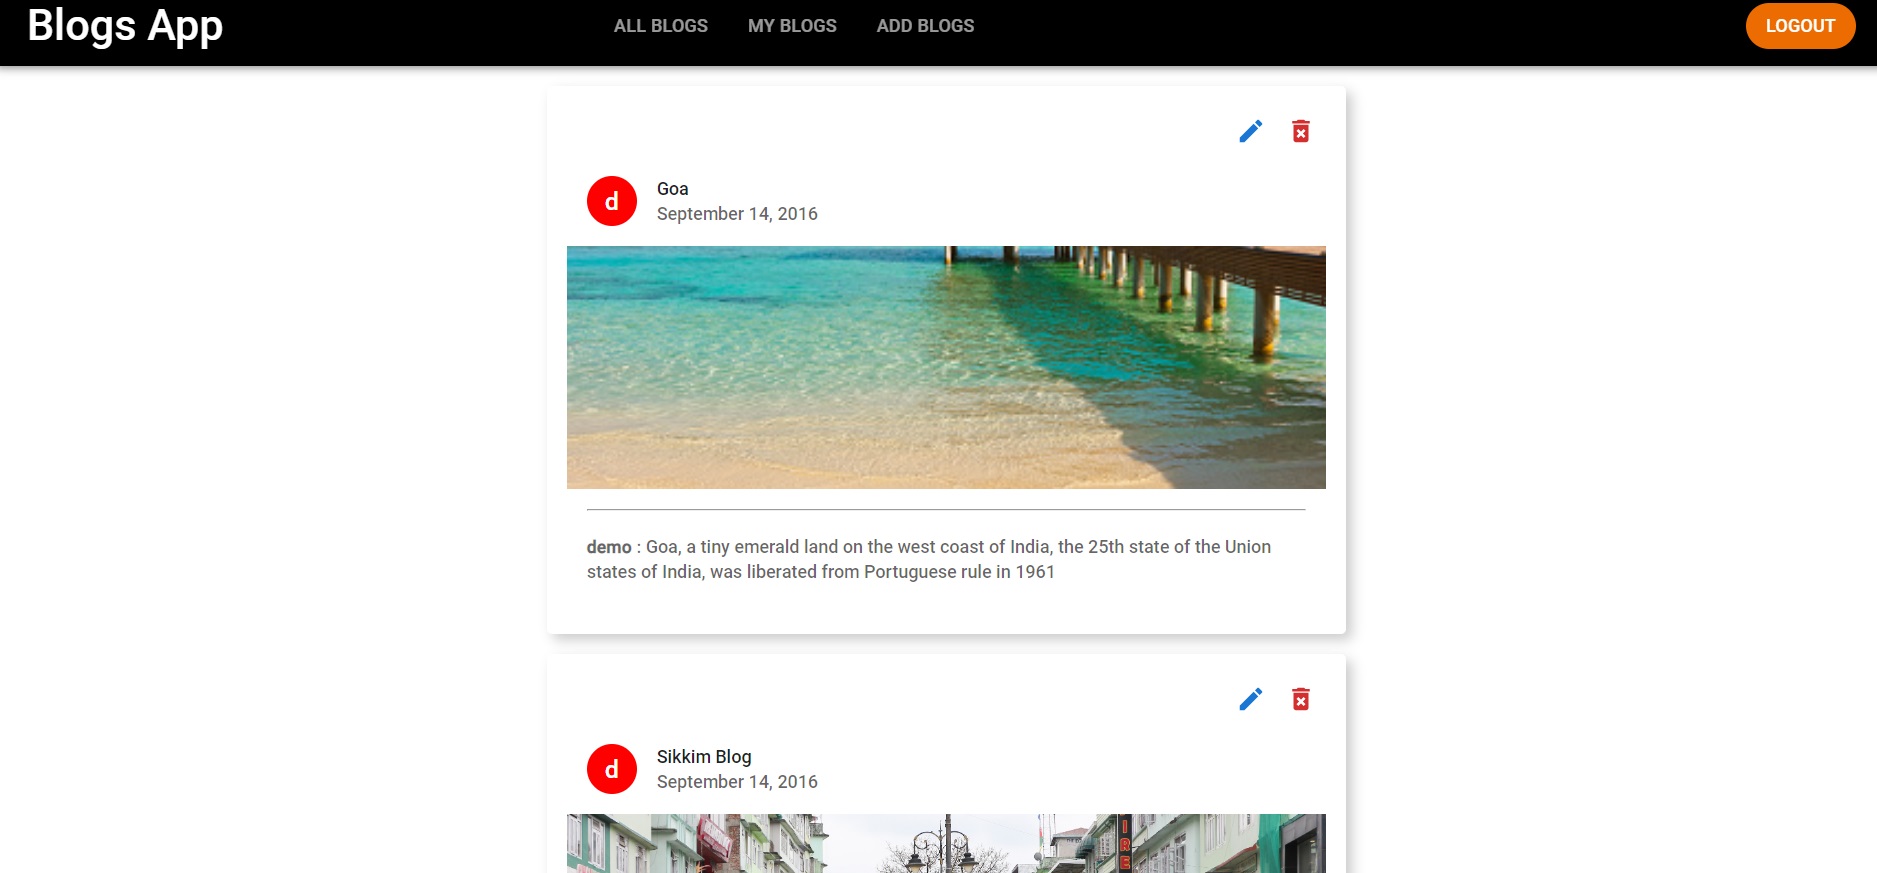 Blogs App
ALL BLOGS
MY BLOGS
ADD BLOGS
LOGOUT
d
Goa
September 14, 2016
demo : Goa, a tiny emerald land on the west coast of India, the 25th state of the Union
states of India, was liberated from Portuguese rule in 1961
d
Sikkim Blog
September 14, 2016
IRE